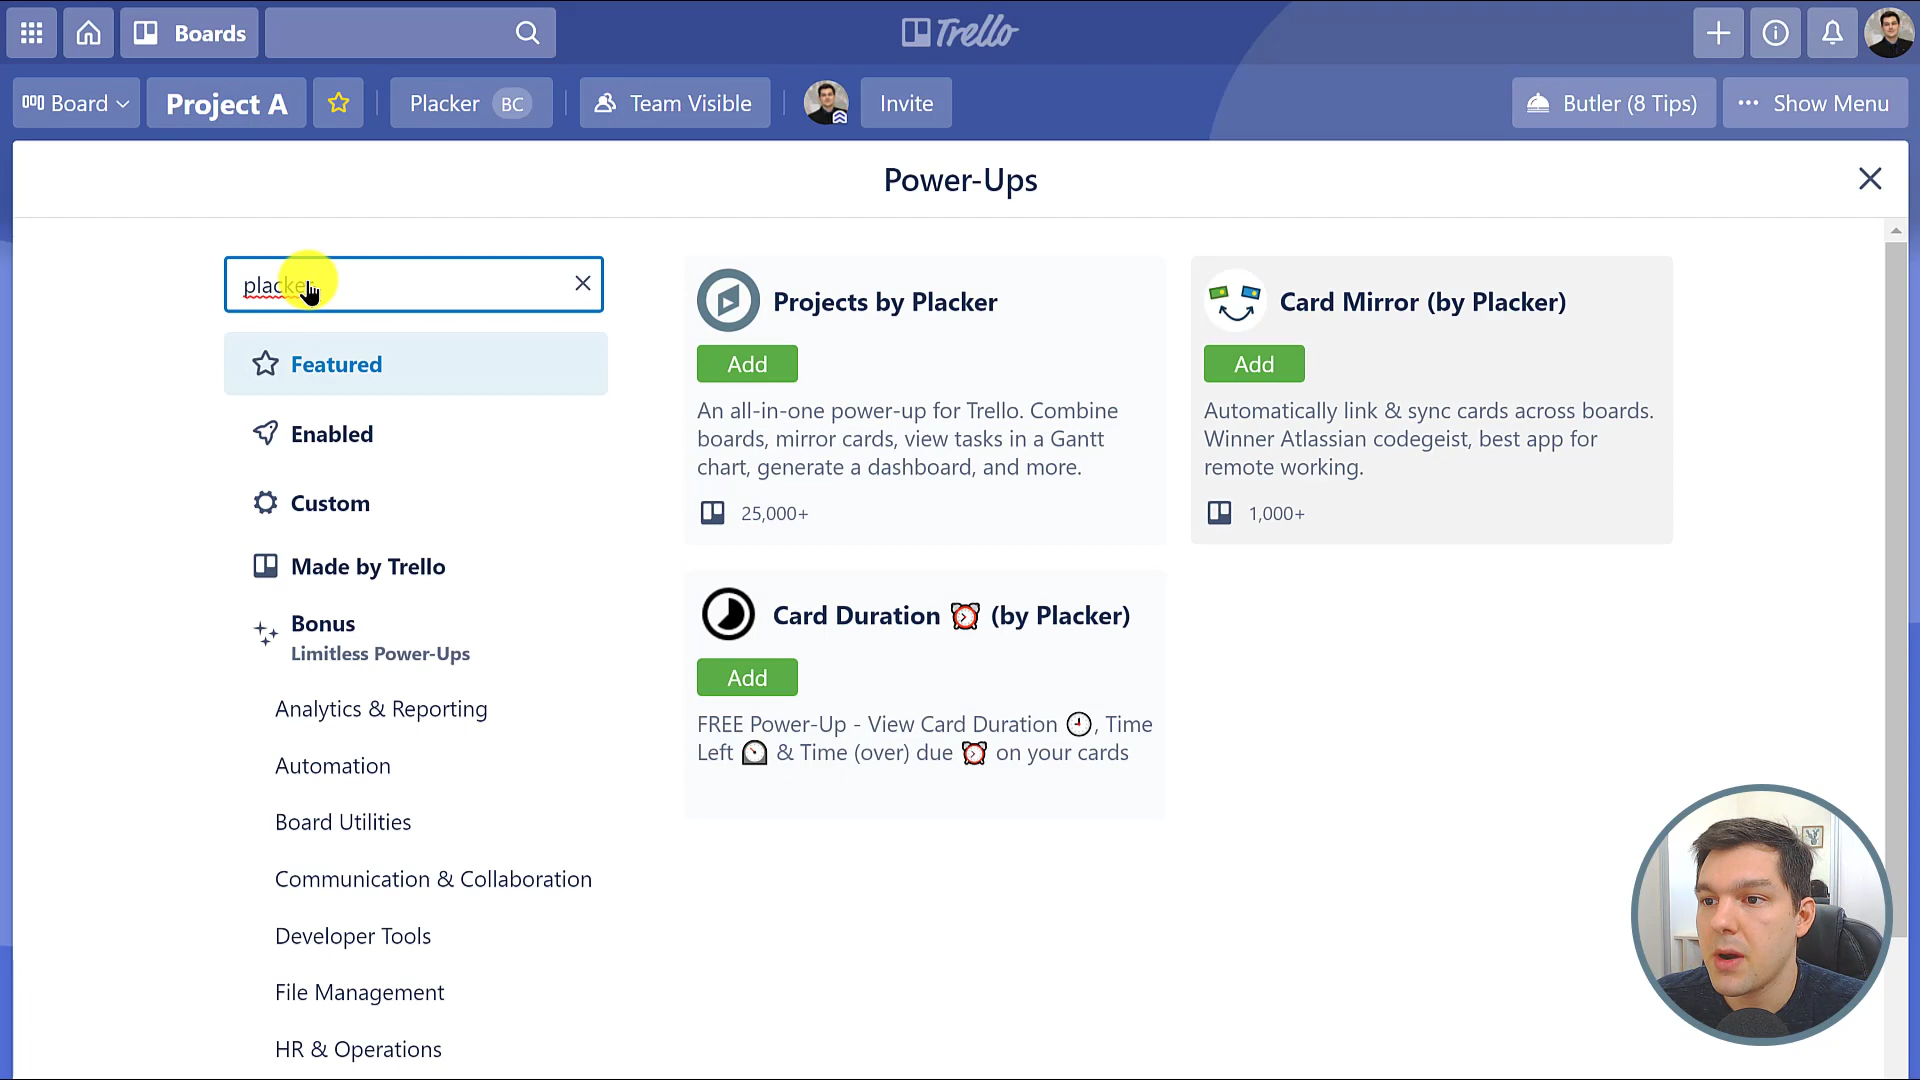 Boards
Trello
Board
Project A
Placker BC
Team Visible
Invite
Butler (8 Tips)
Show Menu
Power-Ups
placker
Featured
Enabled
Custom
Made by Trello
Bonus
Limitless Power-Ups
Analytics & Reporting
Automation
Board Utilities
Communication & Collaboration
Developer Tools
File Management
HR & Operations
Projects by Placker
Add
An all-in-one power-up for Trello. Combine
boards, mirror cards, view tasks in a Gantt
chart, generate a dashboard, and more.
25,000+
Card Mirror (by Placker)
Add
Automatically link & sync cards across boards.
Winner Atlassian codegeist, best app for
remote working.
1,000+
Card Duration ⏰ (by Placker)
Add
FREE Power-Up - View Card Duration 🕘, Time
Left 🕰 & Time (over) due ⏰ on your cards